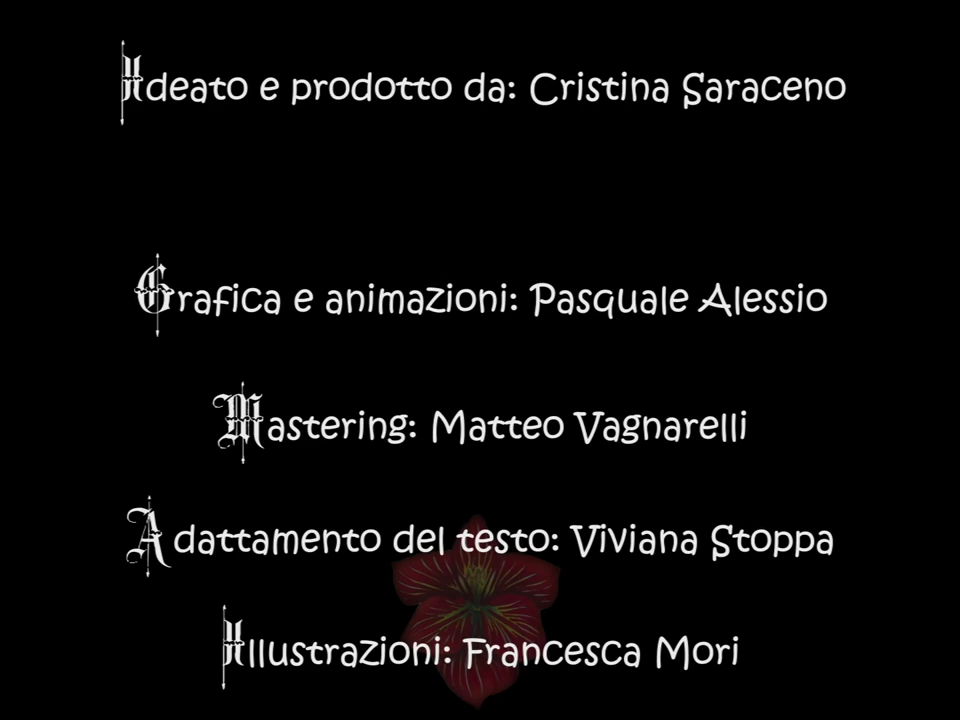 Ideato e prodotto da: Cristina Saraceno
Grafica e animazioni: Pasquale Alessio
Mastering: Matteo Vagnarelli
Adattamento del testo: Viviana Stoppa
Illustrazioni: Francesca Mori